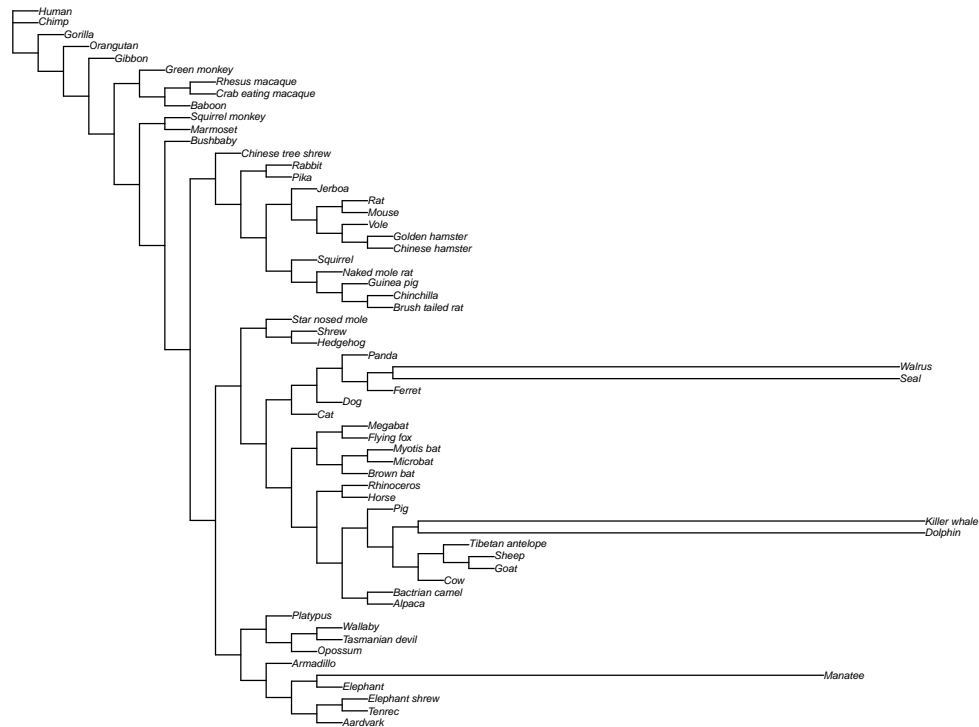 Human
Chimp
Gorilla
Orangutan
Gibbon
Green monkey
Rhesus macaque
Crab eating macaque
Baboon
Squirrel monkey
Marmoset
Bushbaby
Chinese tree shrew
Rabbit
Pika
Jerboa
Rat
Mouse
Vole
Golden hamster
Chinese hamster
Squirrel
Naked mole rat
Guinea pig
Chinchilla
Brush tailed rat
Star nosed mole
Shrew
Hedgehog
Panda
Walrus
Seal
Ferret
Dog
Cat
Megabat
Flying fox
Myotis bat
Microbat
Brown bat
Rhinoceros
Horse
Pig
Killer whale
Dolphin
Tibetan antelope
Sheep
Goat
Cow
Bactrian camel
Alpaca
Platypus
Wallaby
Tasmanian devil
Opossum
Armadillo
Manatee
Elephant
Elephant shrew
Tenrec
Aardvark